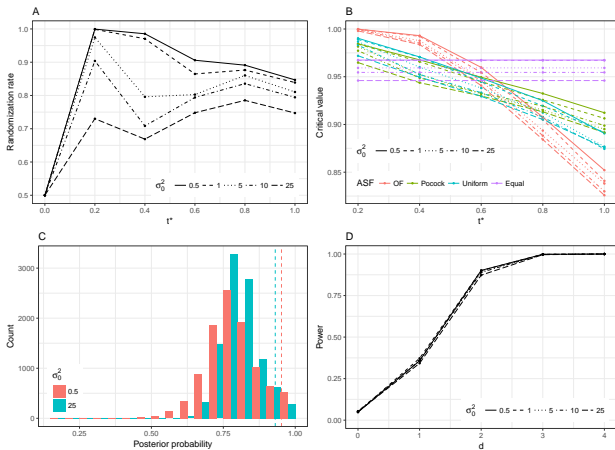 A
1.0
0.9
0.8
0.7
0.6
0.5
Randomization rate
σ₀² 0.5 1 5 10 25
0.0 0.2 0.4 0.6 0.8 1.0
t*
B
1.00
0.95
0.90
0.85
Critical value
σ₀² 0.5 1 5 10 25
ASF OF Pocock Uniform Equal
0.2 0.4 0.6 0.8 1.0
t*
C
3000
2000
1000
0
Count
σ₀²
0.5
25
0.25 0.50 0.75 1.00
Posterior probability
D
1.00
0.75
0.50
0.25
0.00
Power
σ₀² 0.5 1 5 10 25
0 1 2 3 4
d